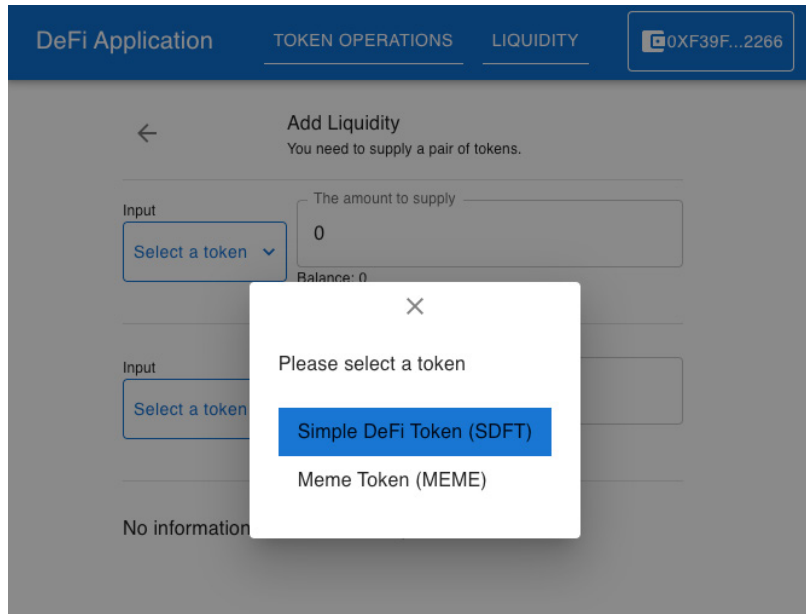 DeFi Application
TOKEN OPERATIONS
LIQUIDITY
0XF39F...2266
Add Liquidity
You need to supply a pair of tokens.
Input
The amount to supply
Select a token
0
Balance: 0
Please select a token
Input
Select a token
Simple DeFi Token (SDFT)
Meme Token (MEME)
No information